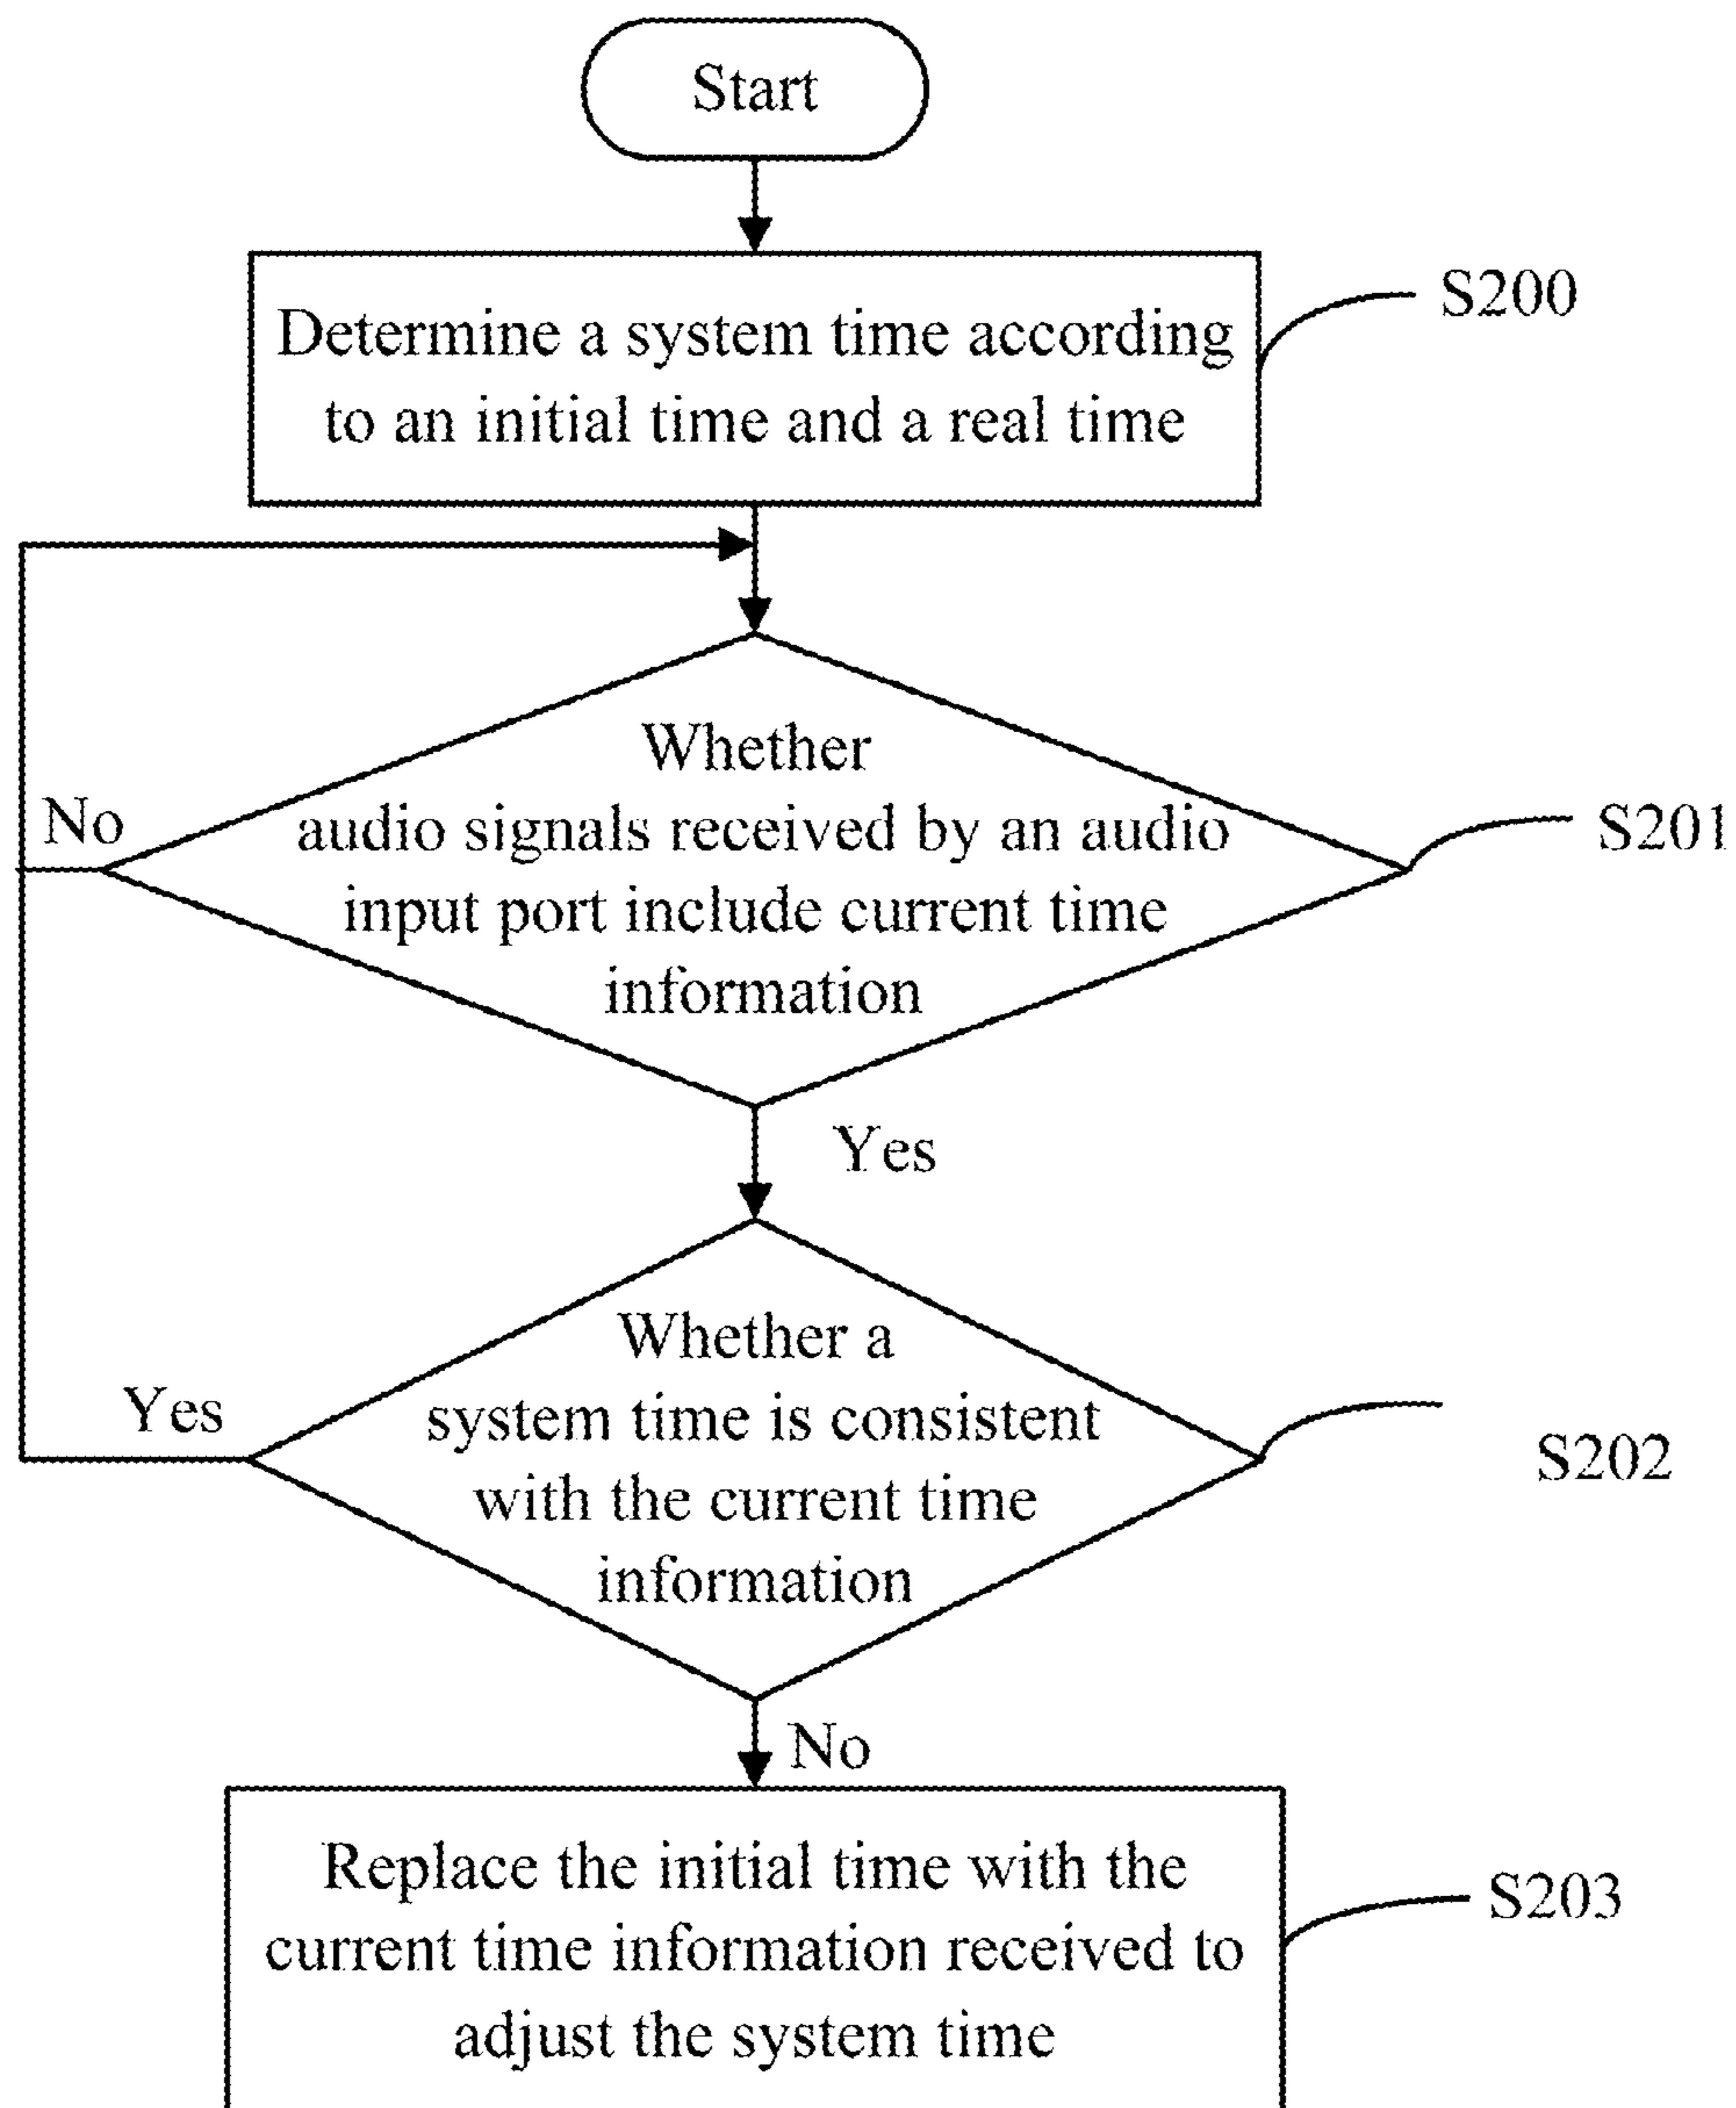 Start
Determine a system time according
to an initial time and a real time
S200
Whether
audio signals received by an audio
input port include current time
information
S201
No
Yes
Whether a
system time is consistent
with the current time
information
S202
Yes
No
Replace the initial time with the
current time information received to
adjust the system time
S203